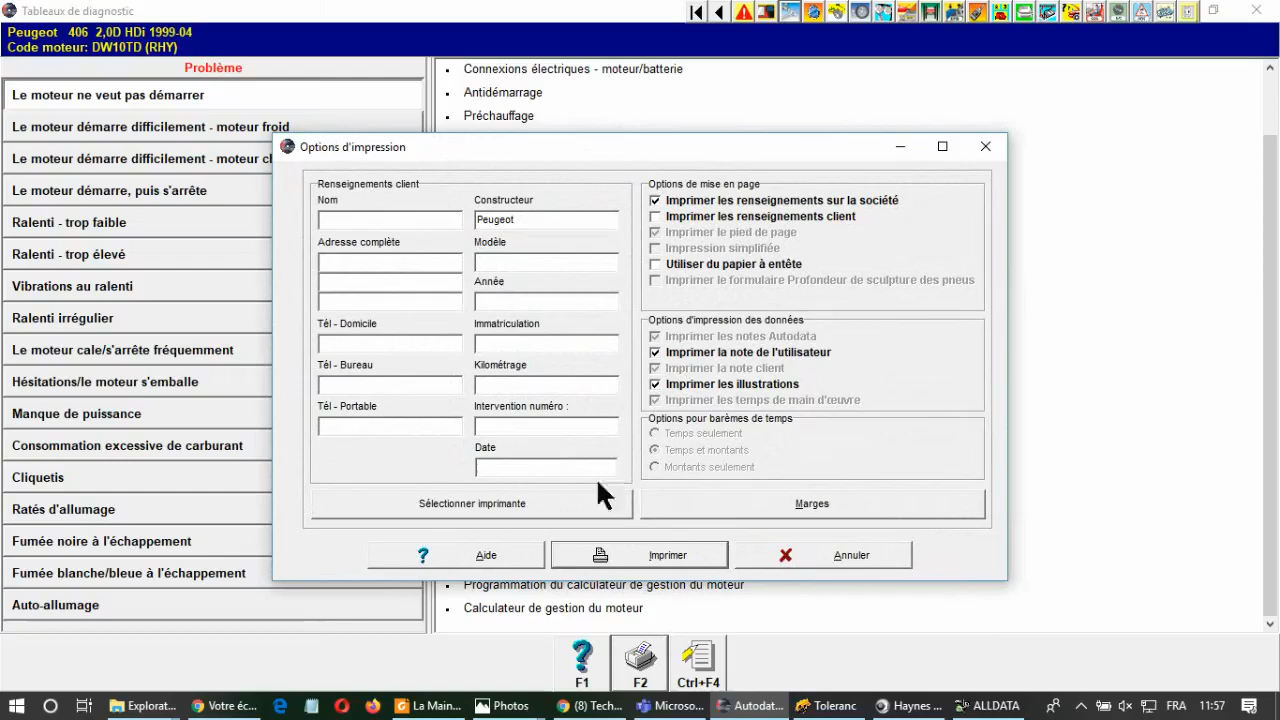 Tableaux de diagnostic
Peugeot 406 2,0D HDi 1999-04
Code moteur: DW10TD (RHY)
Problème
Le moteur ne veut pas démarrer
Le moteur démarre difficilement - moteur froid
Le moteur démarre difficilement - moteur ch
Le moteur démarre, puis s'arrête
Ralenti - trop faible
Ralenti - trop élevé
Vibrations au ralenti
Ralenti irrégulier
Le moteur cale/s'arrête fréquemment
Hésitations/le moteur s'emballe
Manque de puissance
Consommation excessive de carburant
Cliquetis
Ratés d'allumage
Fumée noire à l'échappement
Fumée blanche/bleue à l'échappement
Auto-allumage
Connexions électriques - moteur/batterie
Antidémarrage
Préchauffage
Options d'impression
Renseignements client
Nom
Constructeur
Peugeot
Adresse complète
Modèle
Année
Tél - Domicile
Immatriculation
Tél - Bureau
Kilométrage
Tél - Portable
Intervention numéro :
Date
Sélectionner imprimante
Options de mise en page
Imprimer les renseignements sur la société
Imprimer les renseignements client
Imprimer le pied de page
Impression simplifiée
Utiliser du papier à entête
Imprimer le formulaire Profondeur de sculpture des pneus
Options d'impression des données
Imprimer les notes Autodata
Imprimer la note de l'utilisateur
Imprimer la note client
Imprimer les illustrations
Imprimer les temps de main d'œuvre
Options pour barèmes de temps
Temps seulement
Temps et montants
Montants seulement
Marges
? Aide
Imprimer
Annuler
Programmation du calculateur de gestion du moteur
Calculateur de gestion du moteur
F1
F2
Ctrl+F4
Explorat...
Votre éc...
La Main...
Photos
(8) Tech...
Microso...
Autodat...
Toleranc
Haynes ...
ALLDATA
FRA
11:57